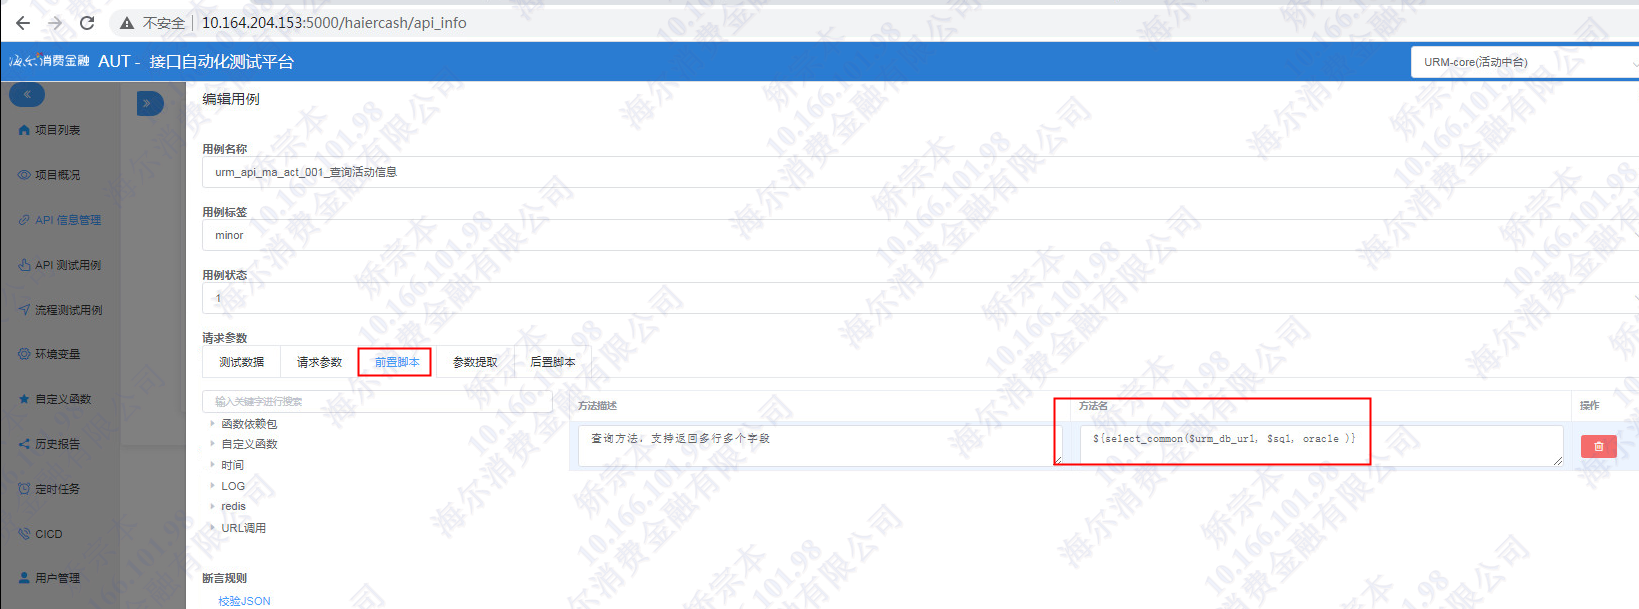 不安全 10.164.204.153:5000/haiercash/api_info
消费金融 AUT - 接口自动化测试平台
URM-core(活动中台)
编辑用例
项目列表
项目概况
API 信息管理
API 测试用例
流程测试用例
环境变量
自定义函数
历史报告
定时任务
CICD
用户管理
用例名称
urm_api_ma_act_001_查询活动信息
用例标签
minor
用例状态
1
请求参数
测试数据 请求参数 前置脚本 参数提取 后置脚本
输入关键字进行搜索
函数依赖包
自定义函数
时间
LOG
redis
URL调用
方法描述 方法名 操作
查询方法，支持返回多行多个字段 ${select_common($urm_db_url, $sql, oracle )}
断言规则
校验JSON
矫宗本
10.166.101.98
海尔消费金融有限公司